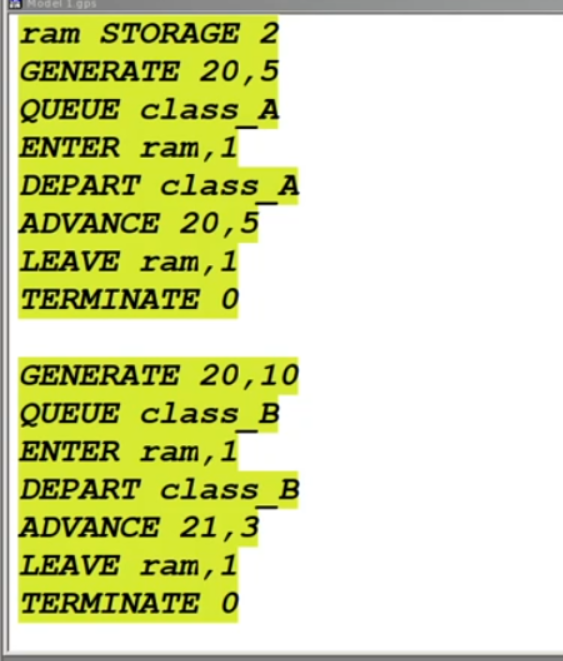 Model 1.gps
ram STORAGE 2
GENERATE 20,5
QUEUE class_A
ENTER ram,1
DEPART class_A
ADVANCE 20,5
LEAVE ram,1
TERMINATE 0
GENERATE 20,10
QUEUE class_B
ENTER ram,1
DEPART class_B
ADVANCE 21,3
LEAVE ram,1
TERMINATE 0